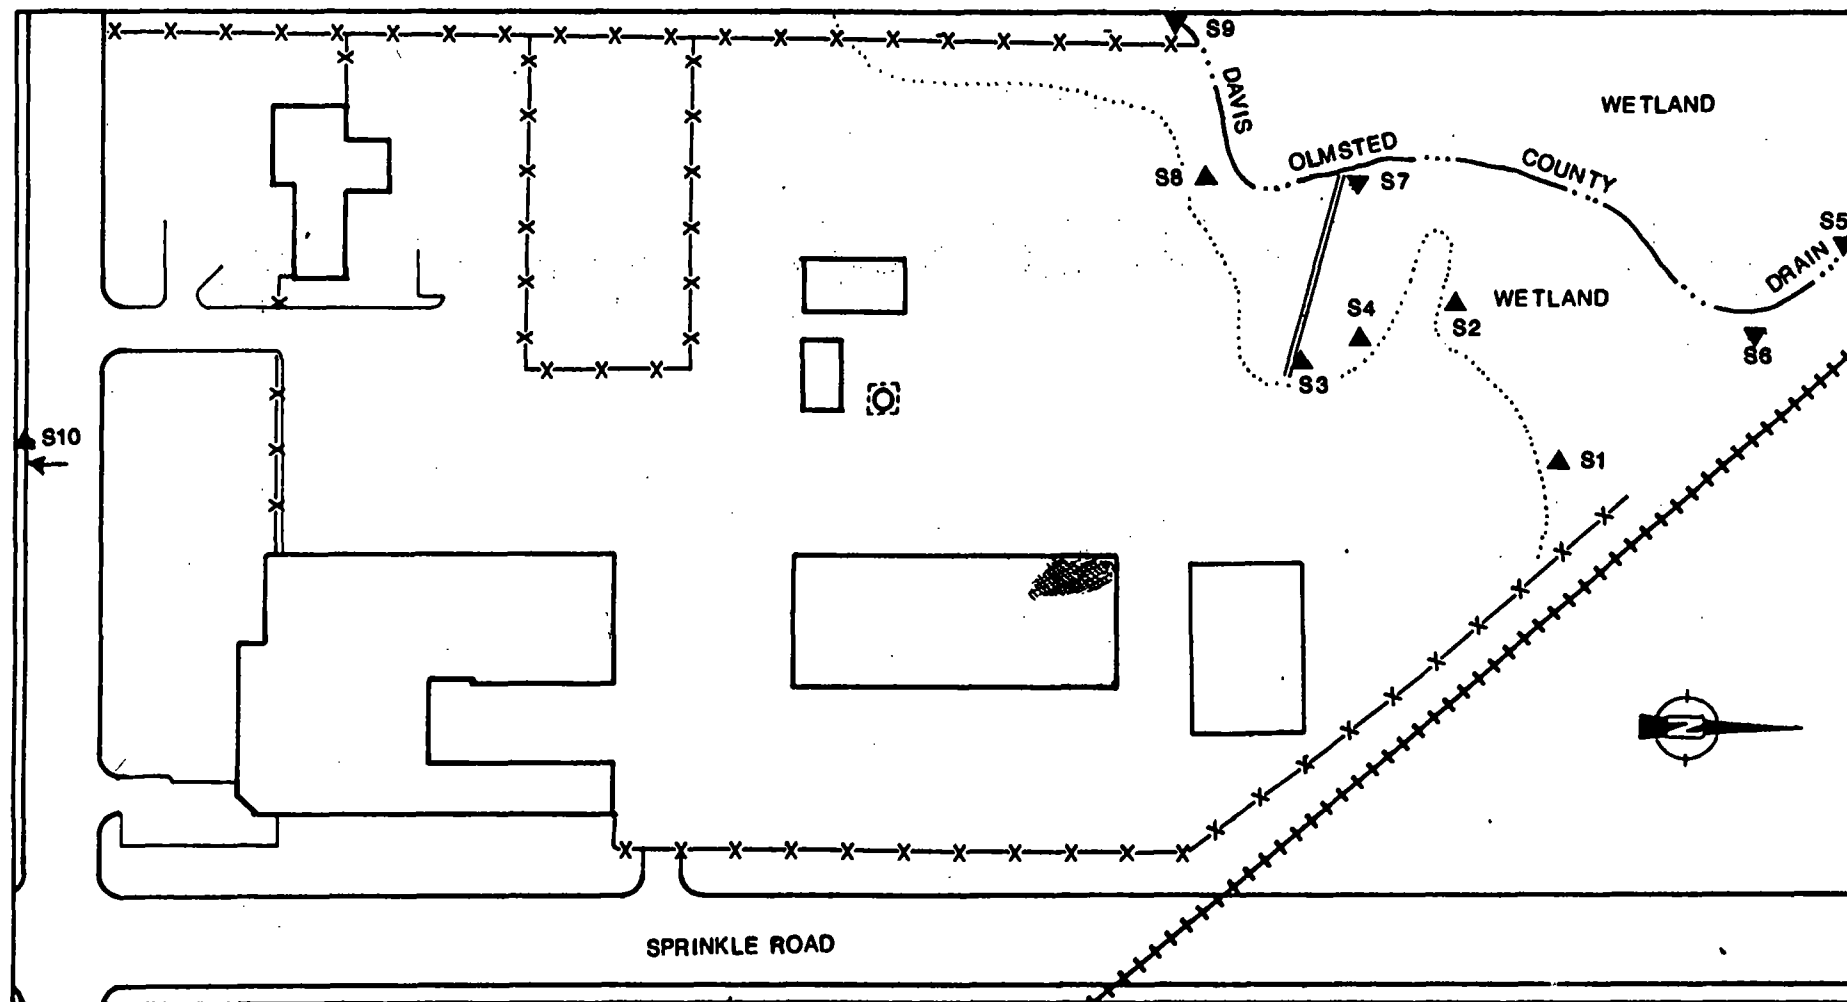 S9
DAVIS
WETLAND
OLMSTED
COUNTY
S8
S7
S5
DRAIN
WETLAND
S4
S2
S6
S3
S10
S1
N
SPRINKLE ROAD